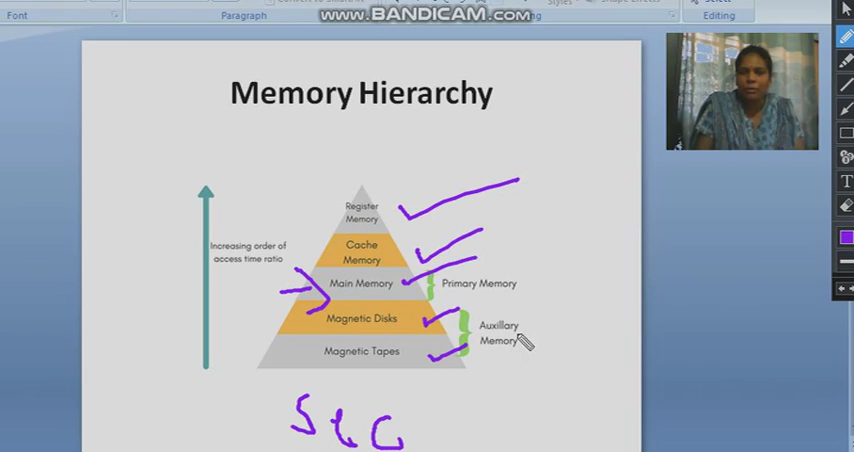 Font
Paragraph
Editing
www.BANDICAM.com
Memory Hierarchy
Register
Memory
Increasing order of
access time ratio
Cache
Memory
Main Memory
Primary Memory
Magnetic Disks
Auxillary
Memory
Magnetic Tapes
T